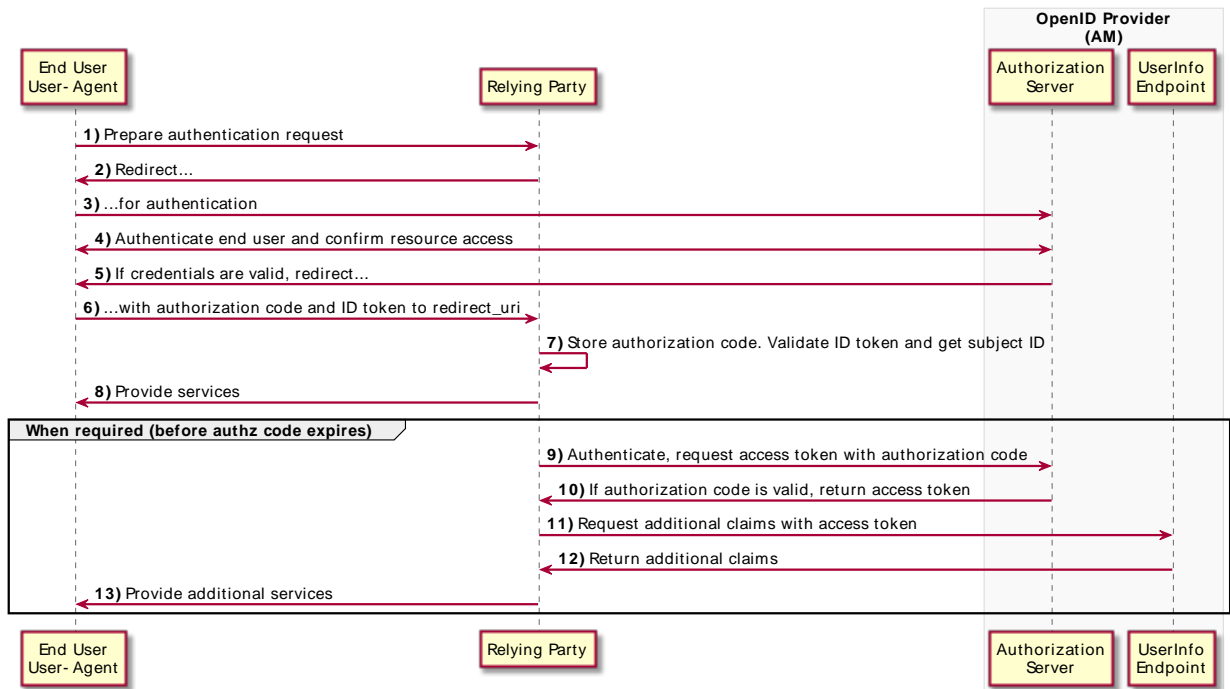 OpenID Provider
(AM)
End User
User- Agent
Relying Party
Authorization
Server
UserInfo
Endpoint
1) Prepare authentication request
2) Redirect...
3) ...for authentication
4) Authenticate end user and confirm resource access
5) If credentials are valid, redirect...
6) ...with authorization code and ID token to redirect_uri
7) Store authorization code. Validate ID token and get subject ID
8) Provide services
When required (before authz code expires)
9) Authenticate, request access token with authorization code
10) If authorization code is valid, return access token
11) Request additional claims with access token
12) Return additional claims
13) Provide additional services
End User
User- Agent
Relying Party
Authorization
Server
UserInfo
Endpoint